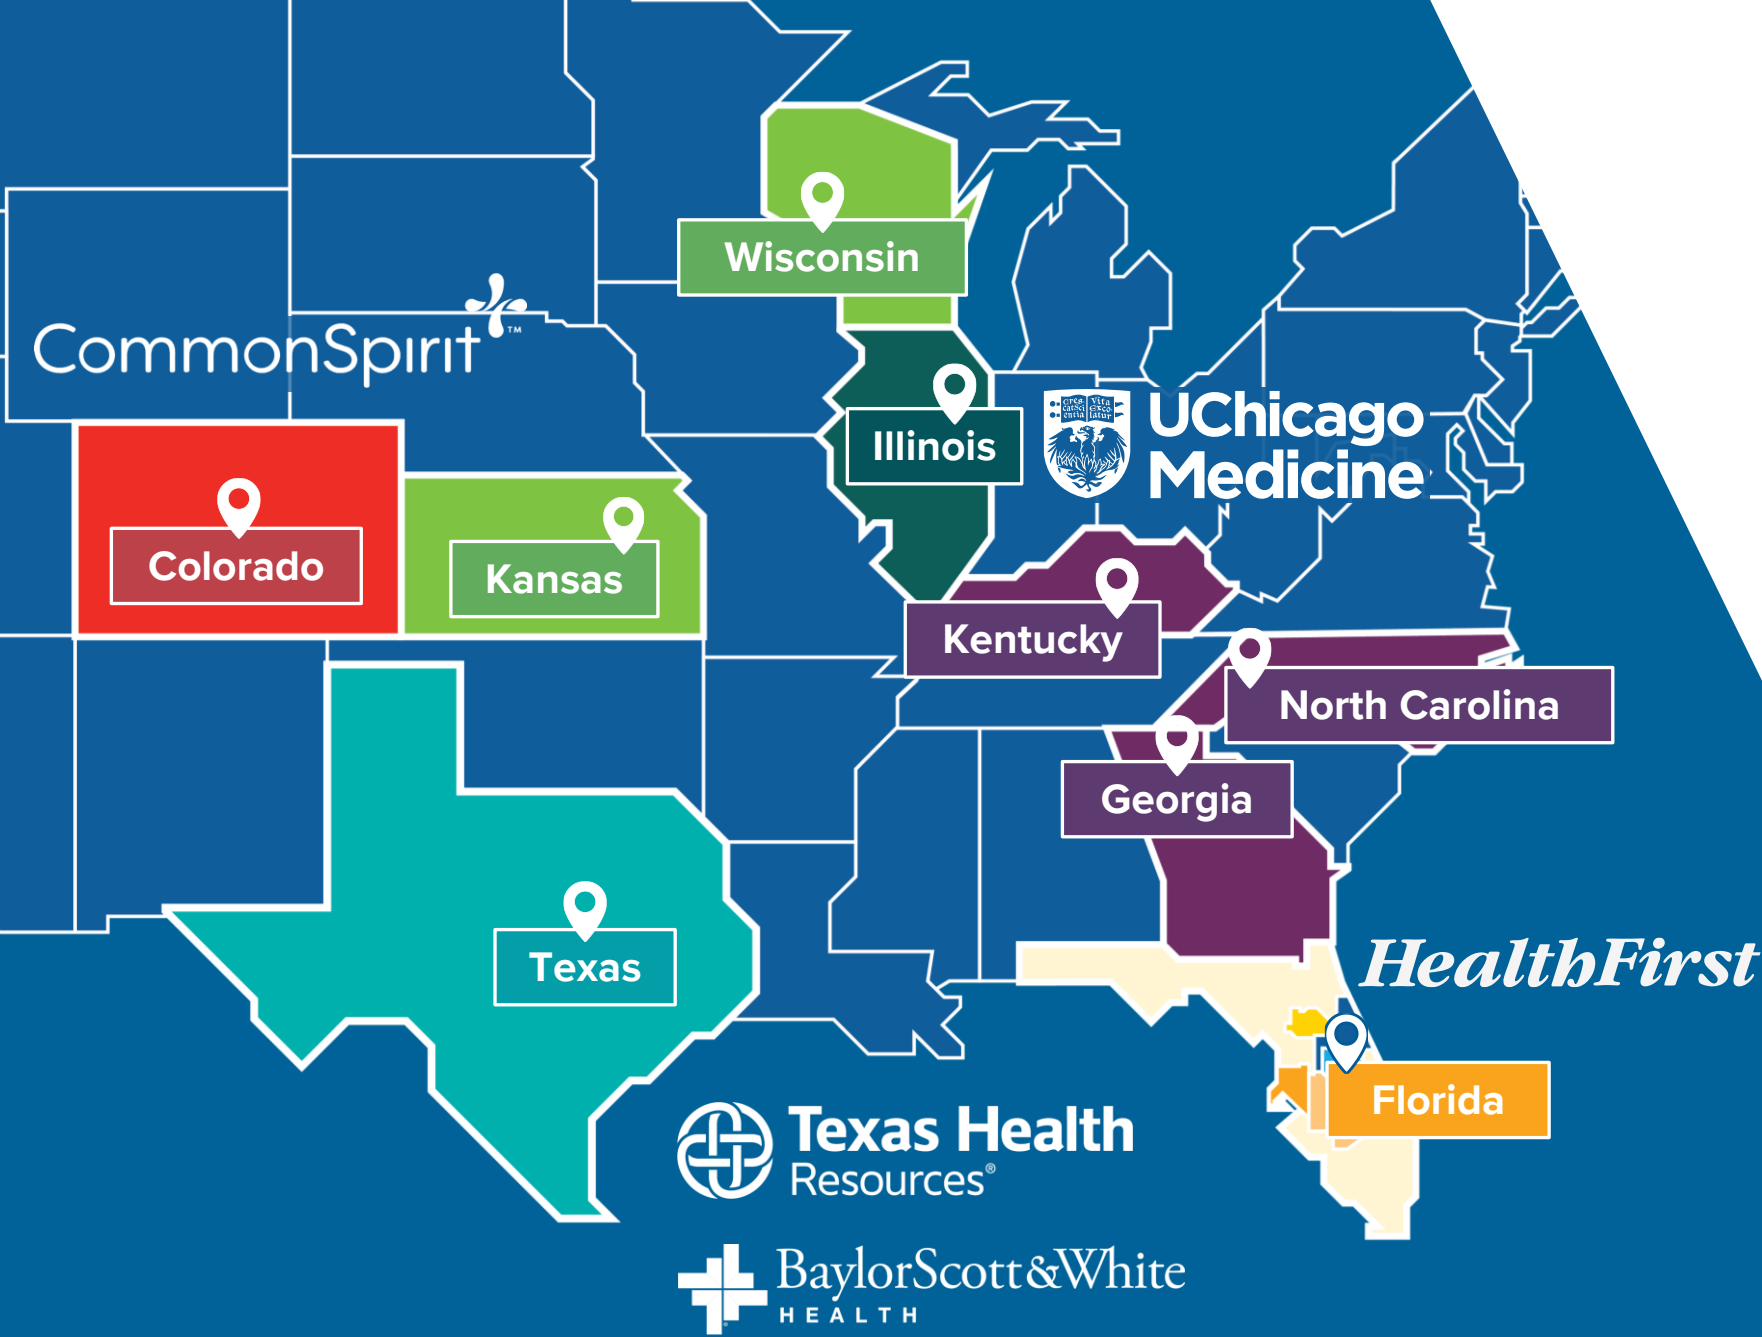 Wisconsin
CommonSpirit™
UChicago
Medicine
Illinois
Colorado
Kansas
Kentucky
North Carolina
Georgia
HealthFirst
Texas
Florida
Texas Health
Resources®
BaylorScott&White
HEALTH